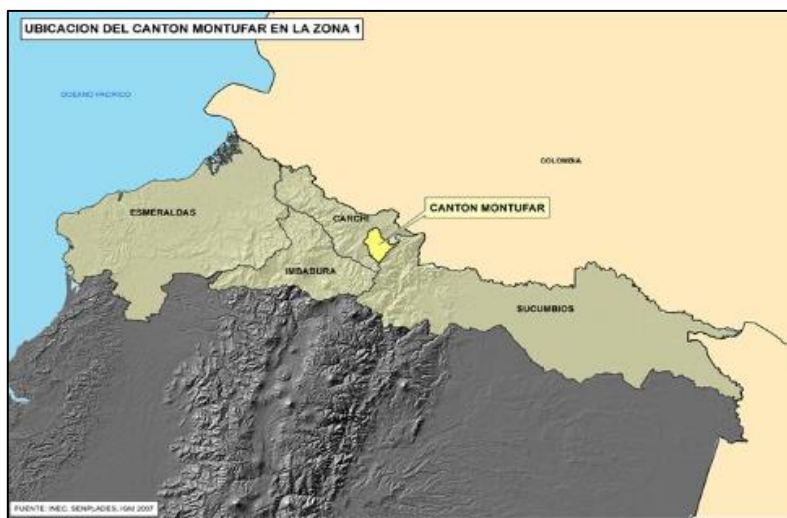 UBICACION DEL CANTON MONTUFAR EN LA ZONA 1
OCEANO PACIFICO
COLOMBIA
CANTON MONTUFAR
ESMERALDAS
CARCHI
IMBABURA
SUCUMBIOS
FUENTE: INEC, SENPLADES, IGM 2007